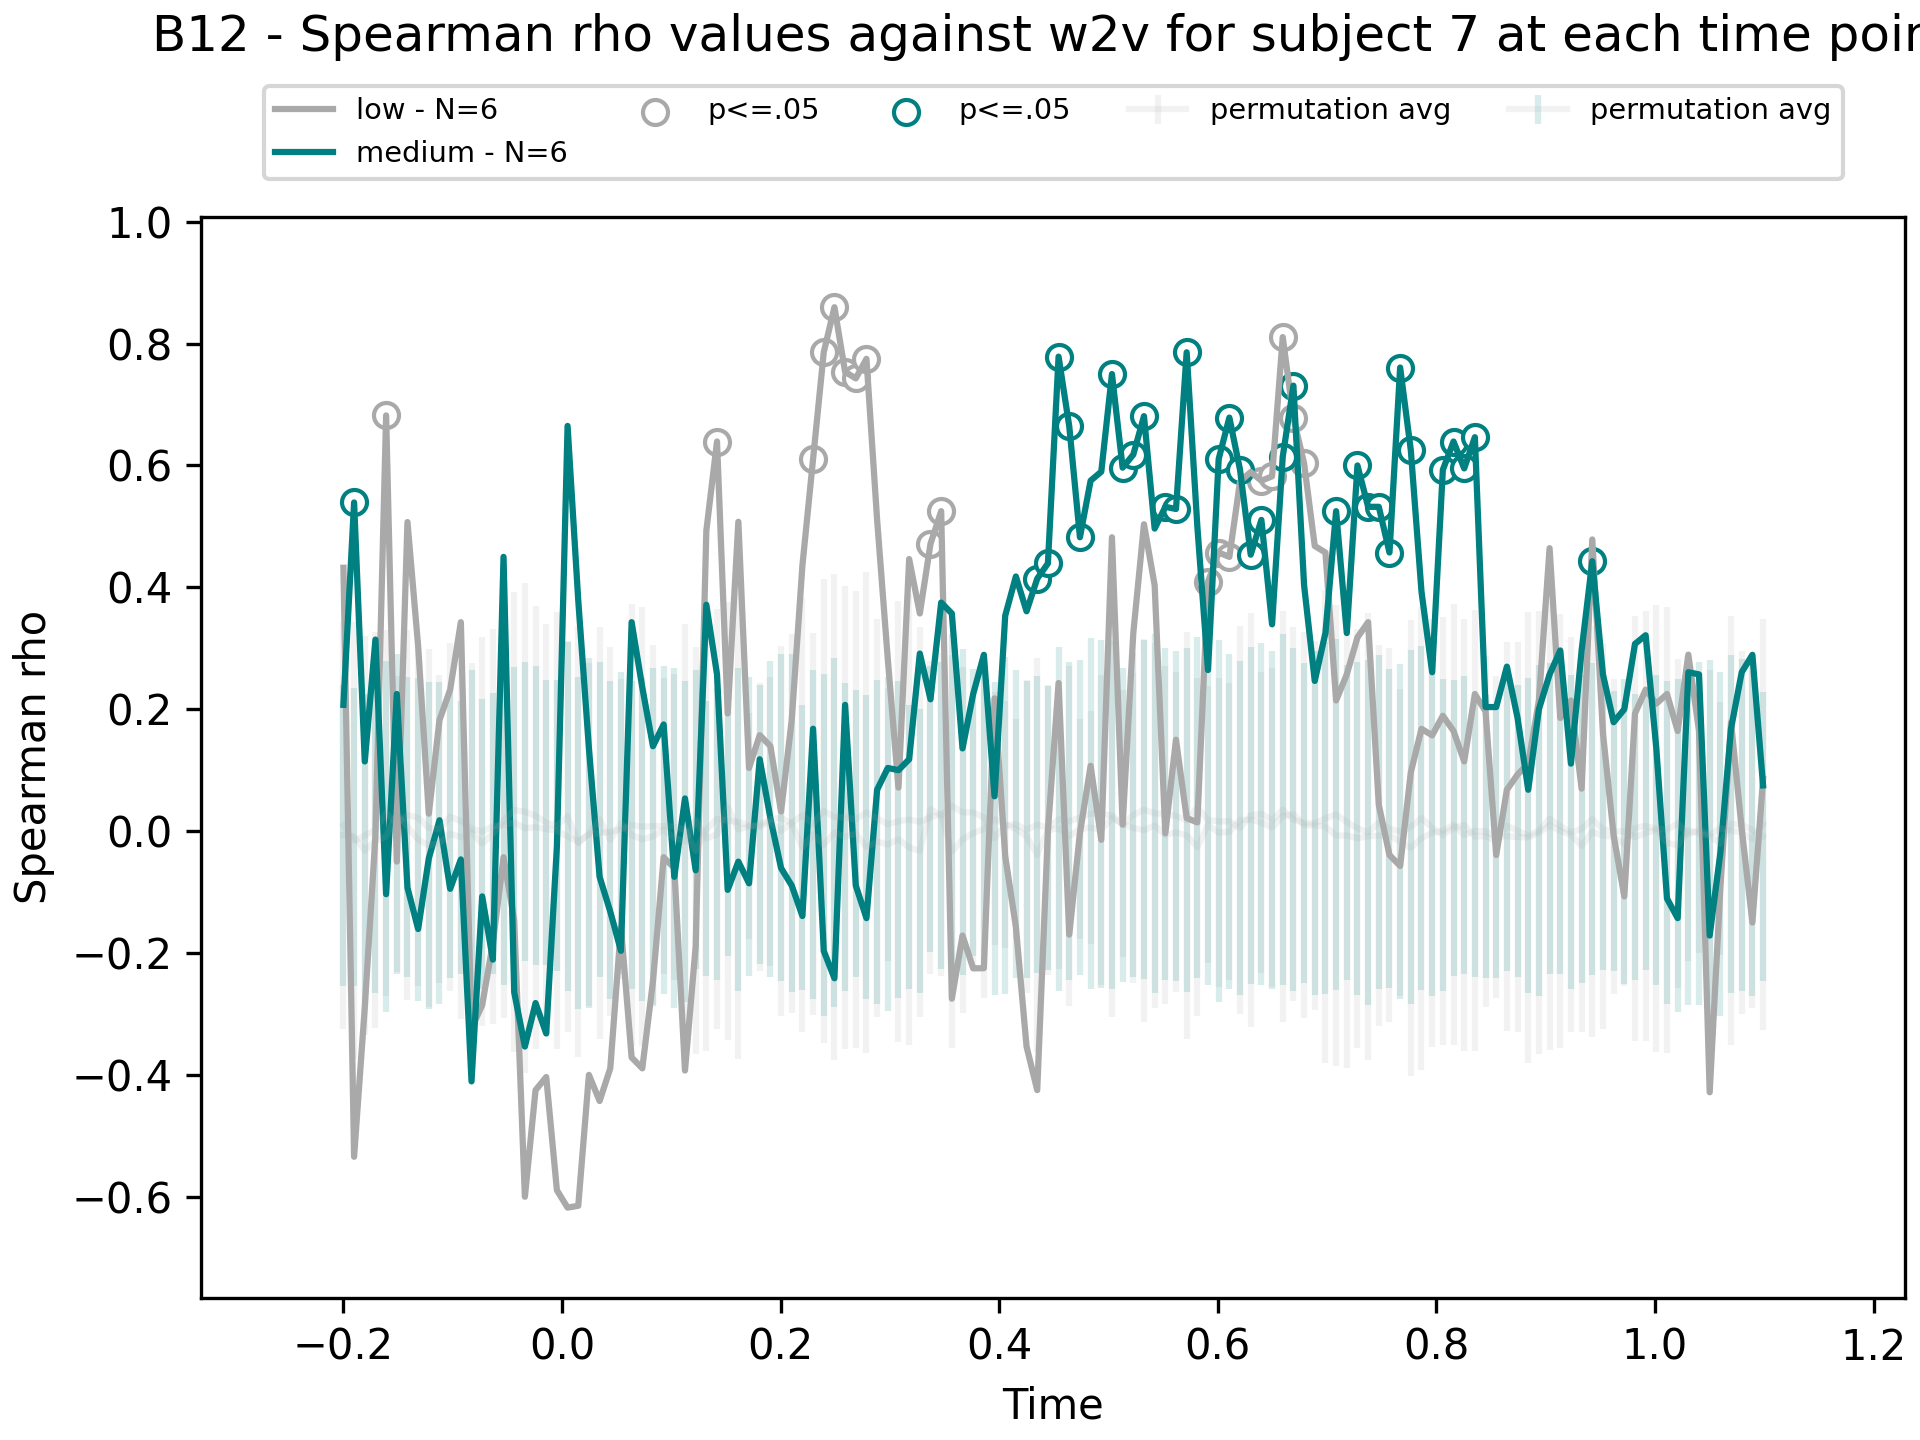 B12 - Spearman rho values against w2v for subject 7 at each time poin
low - N=6
medium - N=6
p<=.05
p<=.05
permutation avg
permutation avg
1.0
0.8
0.6
0.4
0.2
0.0
−0.2
−0.4
−0.6
Spearman rho
−0.2 0.0 0.2 0.4 0.6 0.8 1.0 1.2
Time